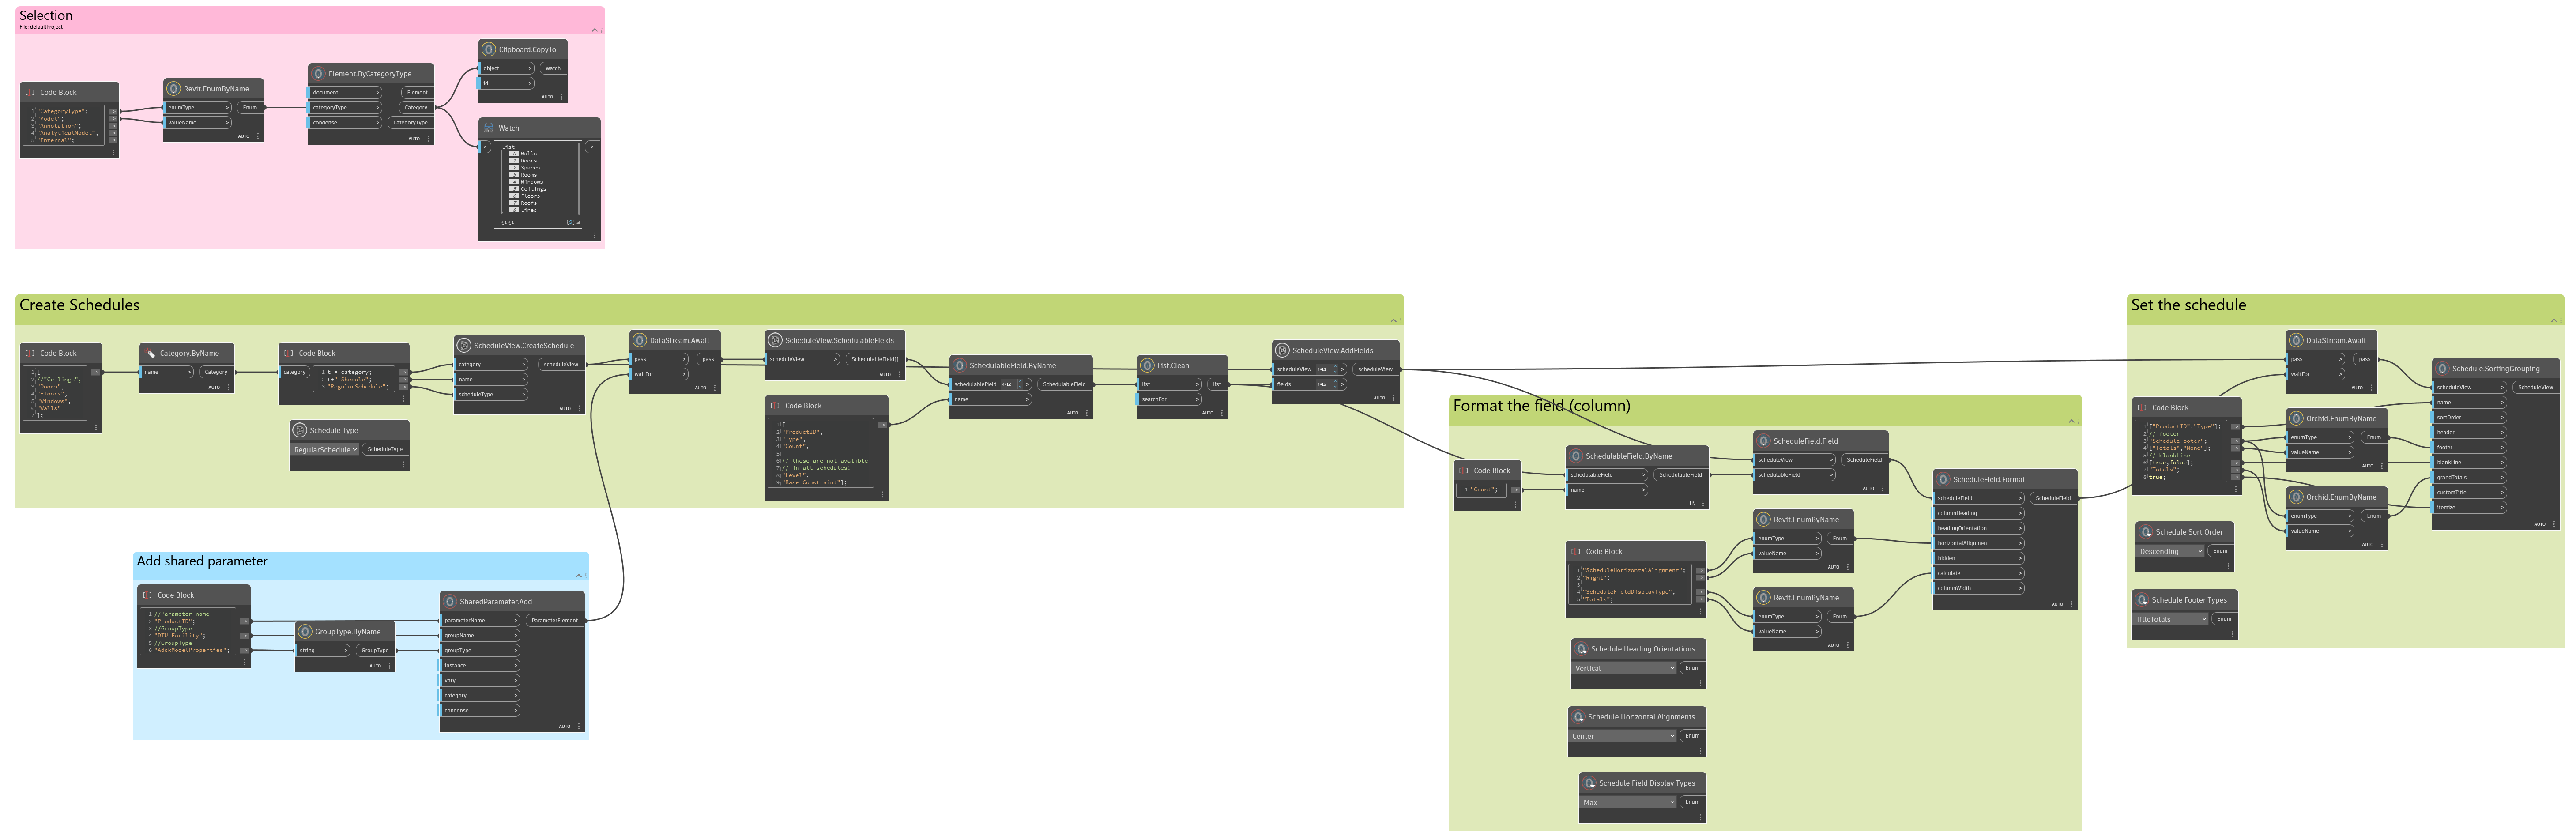 Selection
File: defaultProject
Code Block
1 "CategoryType";
2 "Model";
3 "Annotation";
4 "AnalyticalModel";
5 "Internal";
Revit.EnumByName
enumType > Enum
valueName >
AUTO
Element.ByCategoryType
document > Element
categoryType > Category
condense > CategoryType
AUTO
Clipboard.CopyTo
object > watch
id >
AUTO
Watch
> >
List
0 Walls
1 Doors
2 Spaces
3 Rooms
4 Windows
5 Ceilings
6 Floors
7 Roofs
8 Lines
@2 @1 {9}
Create Schedules
Code Block
1 [
2 //"Ceilings",
3 "Doors",
4 "Floors",
5 "Windows",
6 "Walls"
7 ];
Category.ByName
name > Category
AUTO
Code Block
category
1 t = category;
2 t+"_Shedule";
3 "RegularSchedule";
Schedule Type
RegularSchedule ScheduleType
ScheduleView.CreateSchedule
category > scheduleView
name >
scheduleType >
AUTO
DataStream.Await
pass > pass
waitFor >
AUTO
ScheduleView.SchedulableFields
scheduleView > SchedulableField[]
AUTO
Code Block
1 [
2 "ProductID",
3 "Type",
4 "Count",
5
6 // these are not avalible
7 // in all schedules!
8 "Level",
9 "Base Constraint"];
SchedulableField.ByName
schedulableField @L2 > SchedulableField
name >
AUTO
List.Clean
list > list
searchFor >
AUTO
ScheduleView.AddFields
scheduleView @L1 > scheduleView
fields @L2 >
AUTO
Add shared parameter
Code Block
1 //Parameter name
2 "ProductID";
3 //GroupType
4 "DTU_Facility";
5 //GroupType
6 "AdskModelProperties";
GroupType.ByName
string > GroupType
AUTO
SharedParameter.Add
parameterName > ParameterElement
groupName >
groupType >
instance >
vary >
category >
condense >
AUTO
Format the field (column)
Code Block
1 "Count";
SchedulableField.ByName
schedulableField > SchedulableField
name >
ScheduleField.Field
scheduleView > ScheduleField
schedulableField >
AUTO
Code Block
1 "ScheduleHorizontalAlignment";
2 "Right";
3
4 "ScheduleFieldDisplayType";
5 "Totals";
Revit.EnumByName
enumType > Enum
valueName >
AUTO
Revit.EnumByName
enumType > Enum
valueName >
AUTO
ScheduleField.Format
scheduleField > ScheduleField
columnHeading >
headingOrientation >
horizontalAlignment >
hidden >
calculate >
columnWidth >
AUTO
Schedule Heading Orientations
Vertical Enum
Schedule Horizontal Alignments
Center Enum
Schedule Field Display Types
Max Enum
Set the schedule
DataStream.Await
pass > pass
waitFor >
AUTO
Code Block
1 ["ProductID","Type"];
2 // footer
3 "ScheduleFooter";
4 ["Totals","None"];
5 // blankLine
6 [true,false];
7 "Totals";
8 true;
Orchid.EnumByName
enumType > Enum
valueName >
AUTO
Orchid.EnumByName
enumType > Enum
valueName >
AUTO
Schedule.SortingGrouping
scheduleView > ScheduleView
name >
sortOrder >
header >
footer >
blankLine >
grandTotals >
customTitle >
itemize >
AUTO
Schedule Sort Order
Descending Enum
Schedule Footer Types
TitleTotals Enum